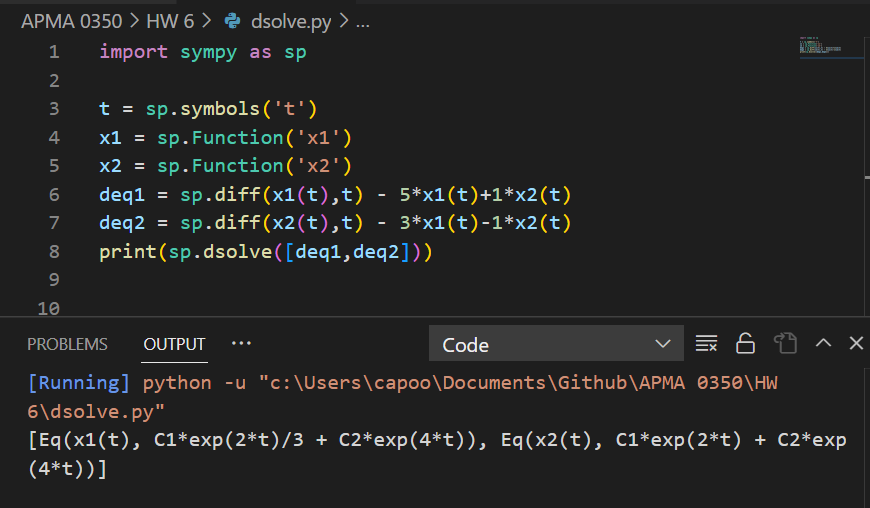 APMA 0350 > HW 6 > dsolve.py > ...
1 import sympy as sp
2
3 t = sp.symbols('t')
4 x1 = sp.Function('x1')
5 x2 = sp.Function('x2')
6 deq1 = sp.diff(x1(t),t) - 5*x1(t)+1*x2(t)
7 deq2 = sp.diff(x2(t),t) - 3*x1(t)-1*x2(t)
8 print(sp.dsolve([deq1,deq2]))
9
10
PROBLEMS OUTPUT ... Code
[Running] python -u "c:\Users\capoo\Documents\Github\APMA 0350\HW
6\dsolve.py"
[Eq(x1(t), C1*exp(2*t)/3 + C2*exp(4*t)), Eq(x2(t), C1*exp(2*t) + C2*exp
(4*t))]